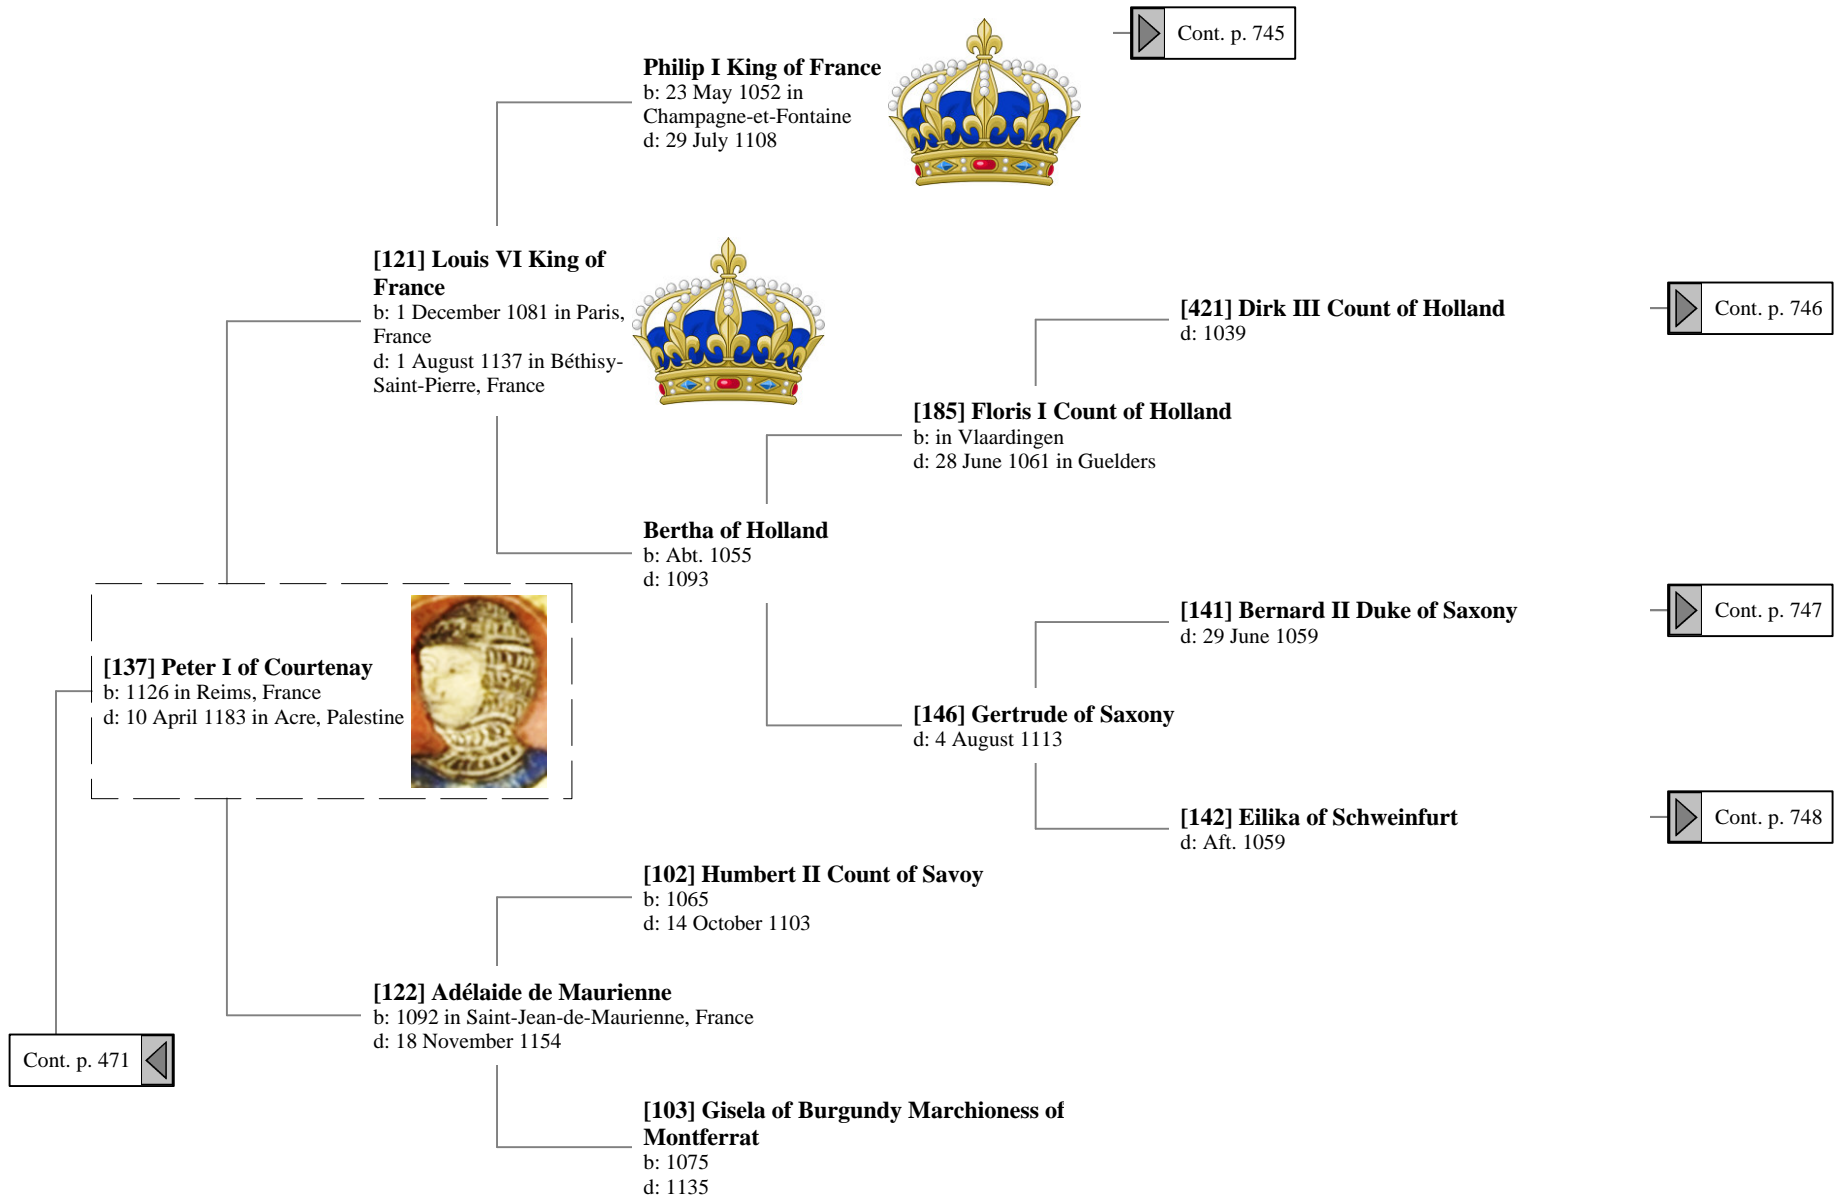 Cont. p. 745
Philip I King of France
b: 23 May 1052 in
Champagne-et-Fontaine
d: 29 July 1108
[121] Louis VI King of
France
b: 1 December 1081 in Paris,
France
d: 1 August 1137 in Béthisy-
Saint-Pierre, France
[421] Dirk III Count of Holland
d: 1039
Cont. p. 746
[185] Floris I Count of Holland
b: in Vlaardingen
d: 28 June 1061 in Guelders
Bertha of Holland
b: Abt. 1055
d: 1093
[141] Bernard II Duke of Saxony
d: 29 June 1059
Cont. p. 747
[137] Peter I of Courtenay
b: 1126 in Reims, France
d: 10 April 1183 in Acre, Palestine
[146] Gertrude of Saxony
d: 4 August 1113
[142] Eilika of Schweinfurt
d: Aft. 1059
Cont. p. 748
[102] Humbert II Count of Savoy
b: 1065
d: 14 October 1103
[122] Adélaide de Maurienne
b: 1092 in Saint-Jean-de-Maurienne, France
d: 18 November 1154
Cont. p. 471
[103] Gisela of Burgundy Marchioness of
Montferrat
b: 1075
d: 1135